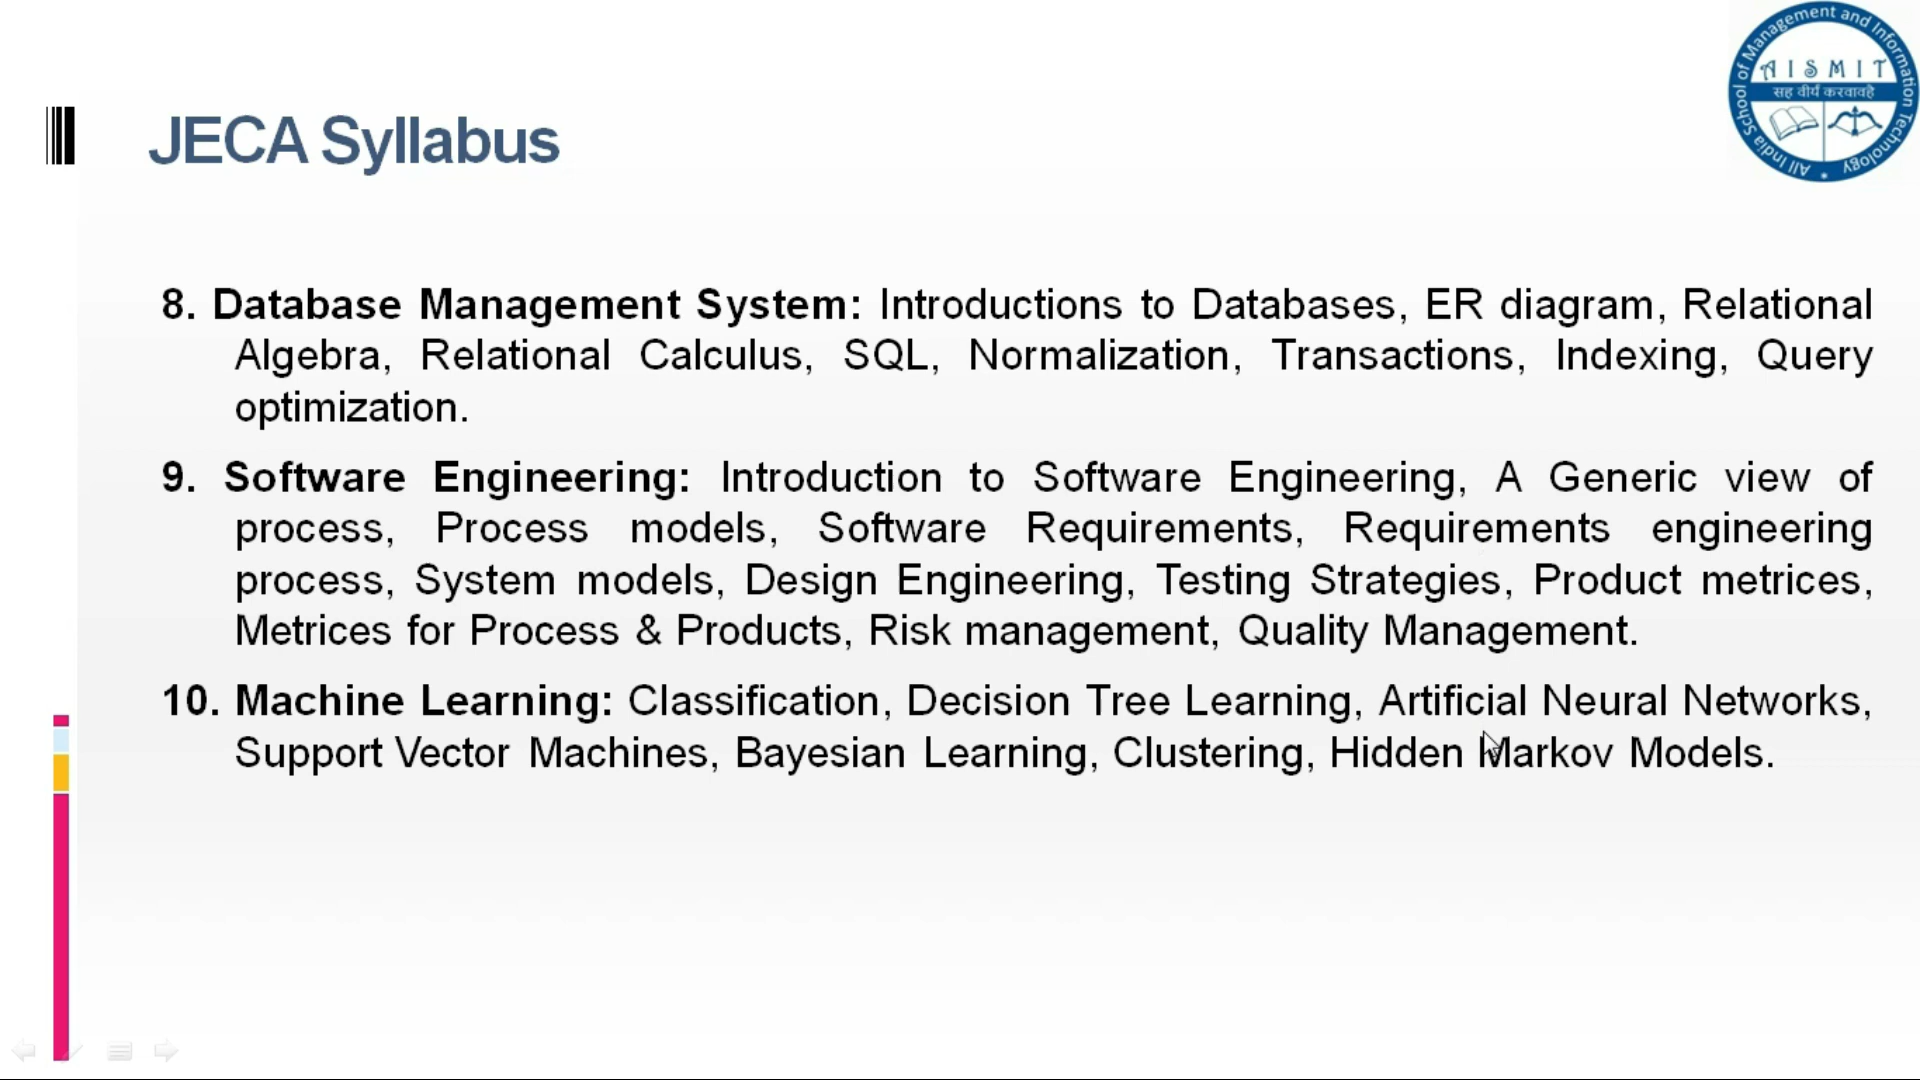 All India School of Management and Information Technology
AISMIT
सह वीर्यं करवावहै
JECA Syllabus
8. Database Management System: Introductions to Databases, ER diagram, Relational
Algebra, Relational Calculus, SQL, Normalization, Transactions, Indexing, Query
optimization.
9. Software Engineering: Introduction to Software Engineering, A Generic view of
process, Process models, Software Requirements, Requirements engineering
process, System models, Design Engineering, Testing Strategies, Product metrices,
Metrices for Process & Products, Risk management, Quality Management.
10. Machine Learning: Classification, Decision Tree Learning, Artificial Neural Networks,
Support Vector Machines, Bayesian Learning, Clustering, Hidden Markov Models.